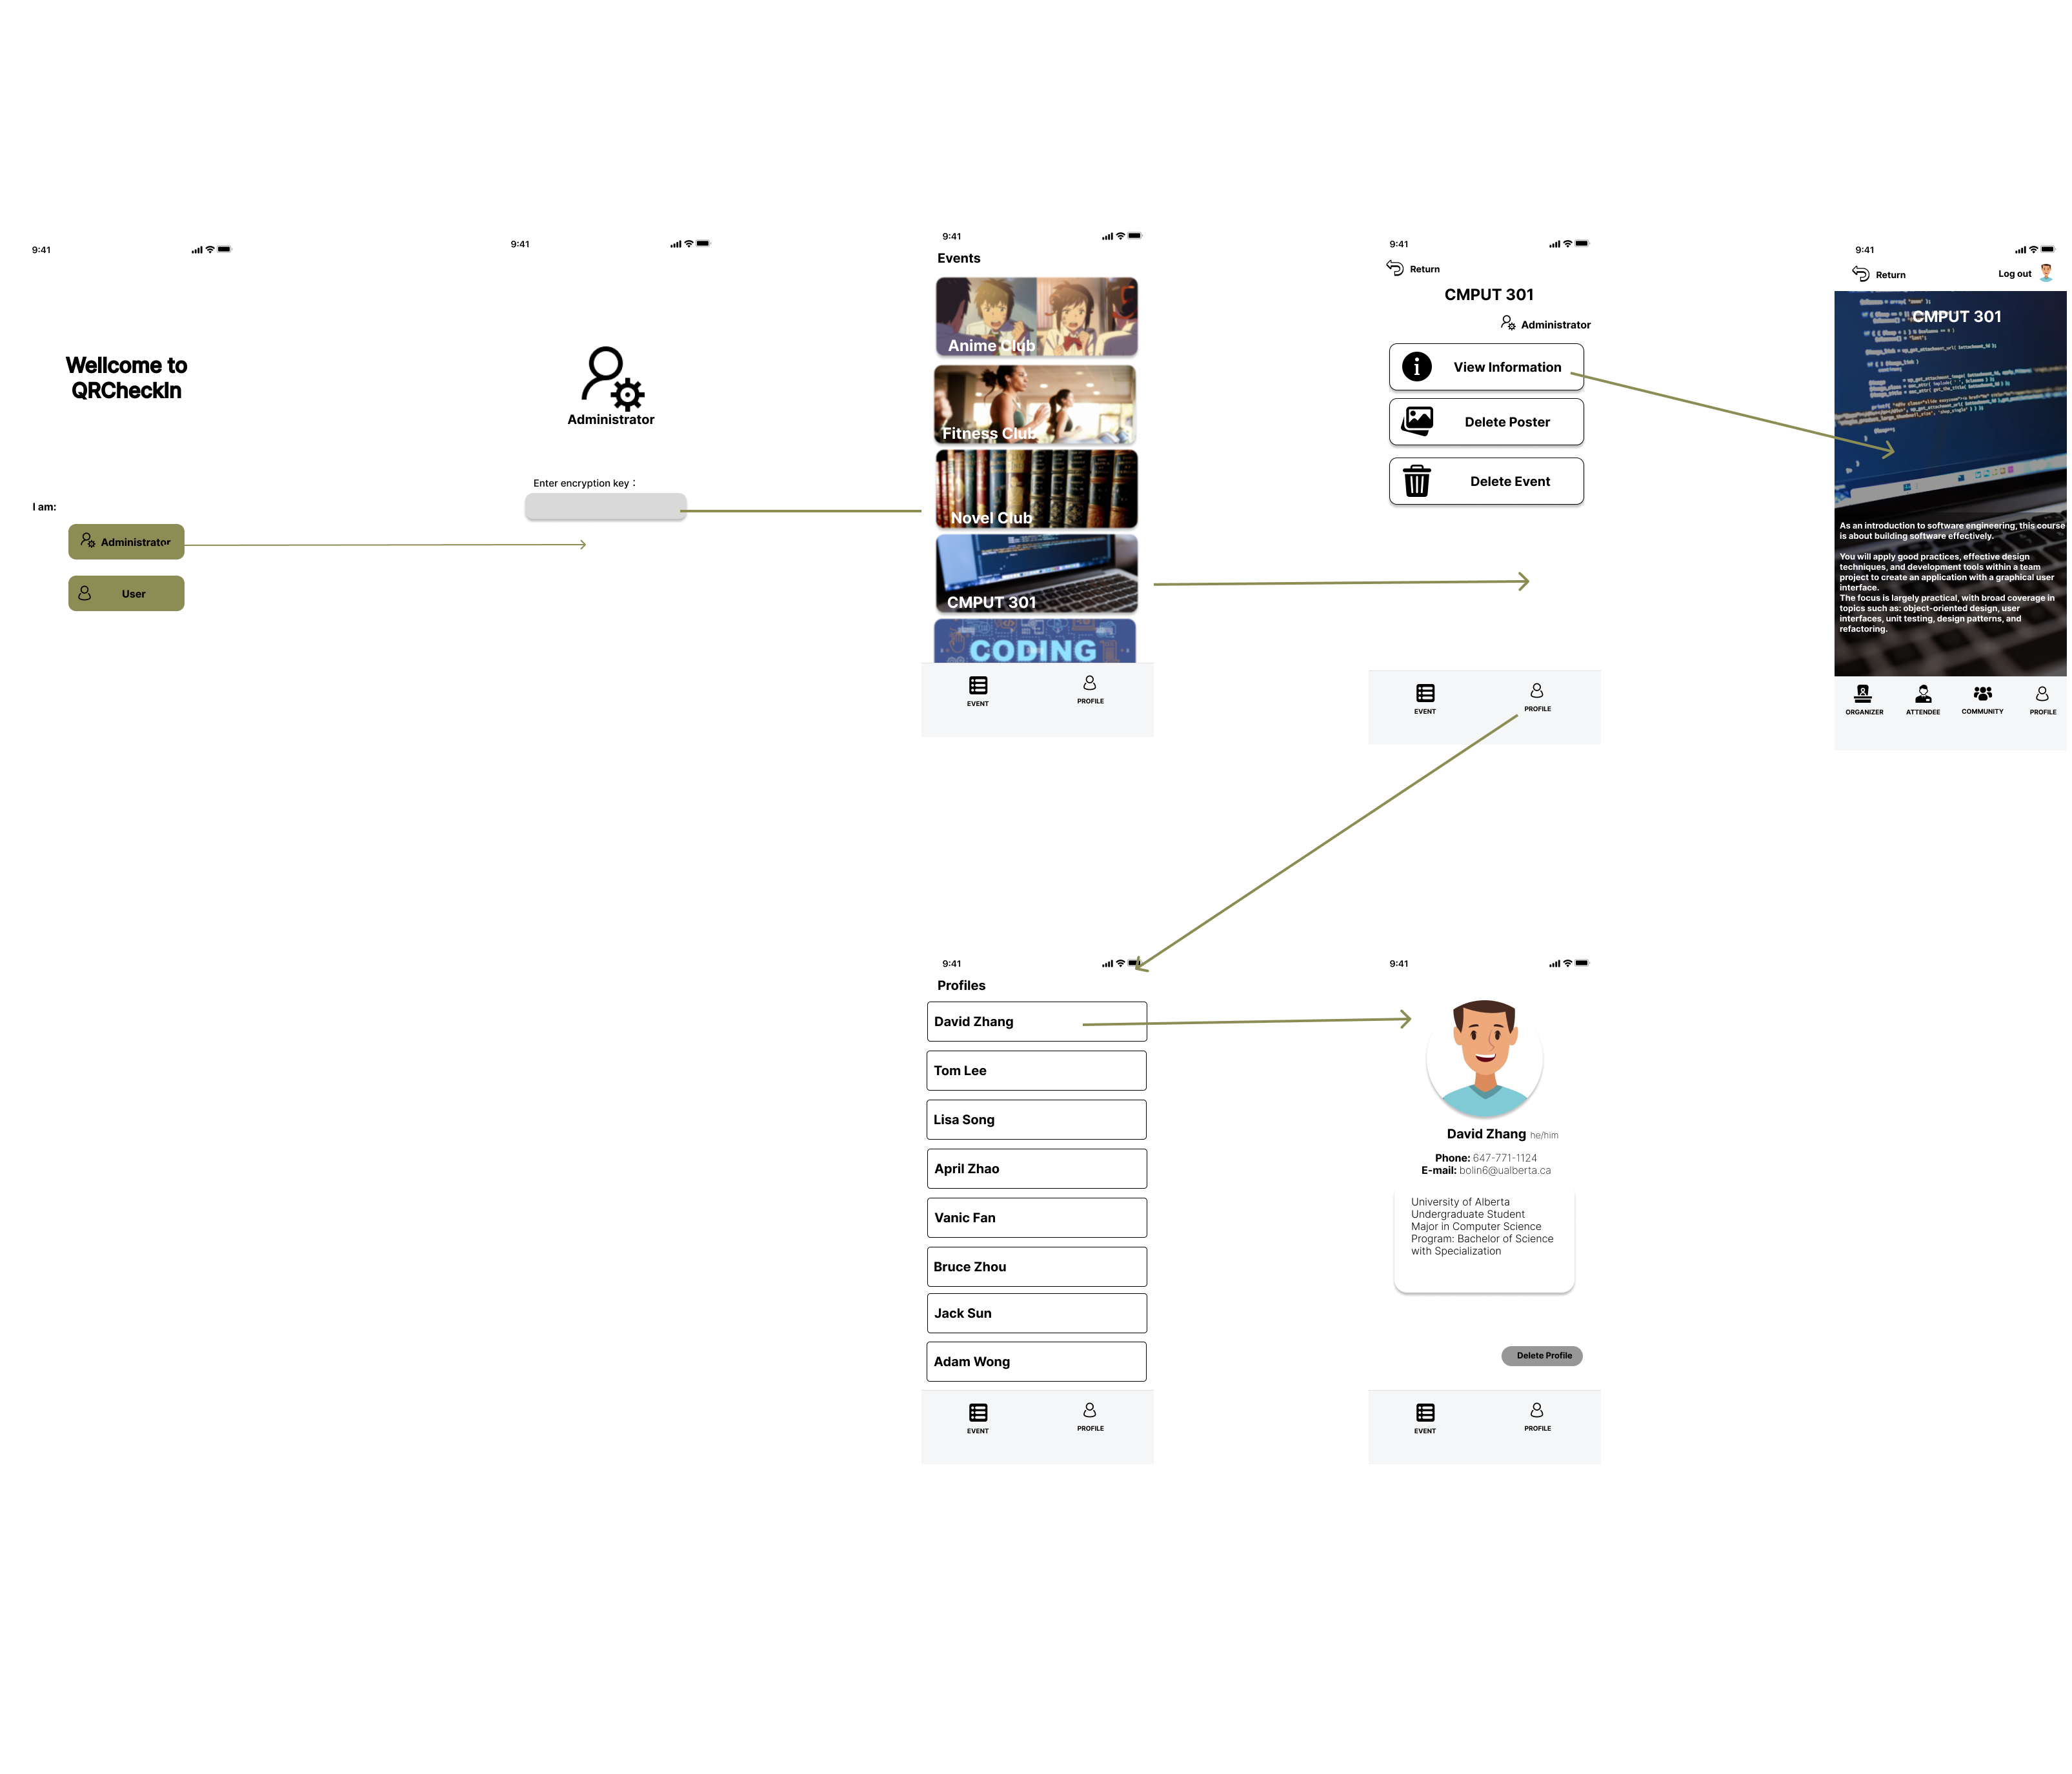 9:41
Wellcome to
QRCheckIn
I am:
Administrator
User
9:41
Administrator
Enter encryption key：
9:41
Events
Anime Club
Fitness Club
Novel Club
CMPUT 301
CODING
EVENT
PROFILE
9:41
Return
CMPUT 301
Administrator
View Information
Delete Poster
Delete Event
EVENT
PROFILE
9:41
Return
Log out
CMPUT 301
As an introduction to software engineering, this course
is about building software effectively.
You will apply good practices, effective design
techniques, and development tools within a team
project to create an application with a graphical user
interface.
The focus is largely practical, with broad coverage in
topics such as: object-oriented design, user
interfaces, unit testing, design patterns, and
refactoring.
ORGANIZER
ATTENDEE
COMMUNITY
PROFILE
9:41
Profiles
David Zhang
Tom Lee
Lisa Song
April Zhao
Vanic Fan
Bruce Zhou
Jack Sun
Adam Wong
EVENT
PROFILE
9:41
David Zhang he/him
Phone: 647-771-1124
E-mail: bolin6@ualberta.ca
University of Alberta
Undergraduate Student
Major in Computer Science
Program: Bachelor of Science
with Specialization
Delete Profile
EVENT
PROFILE